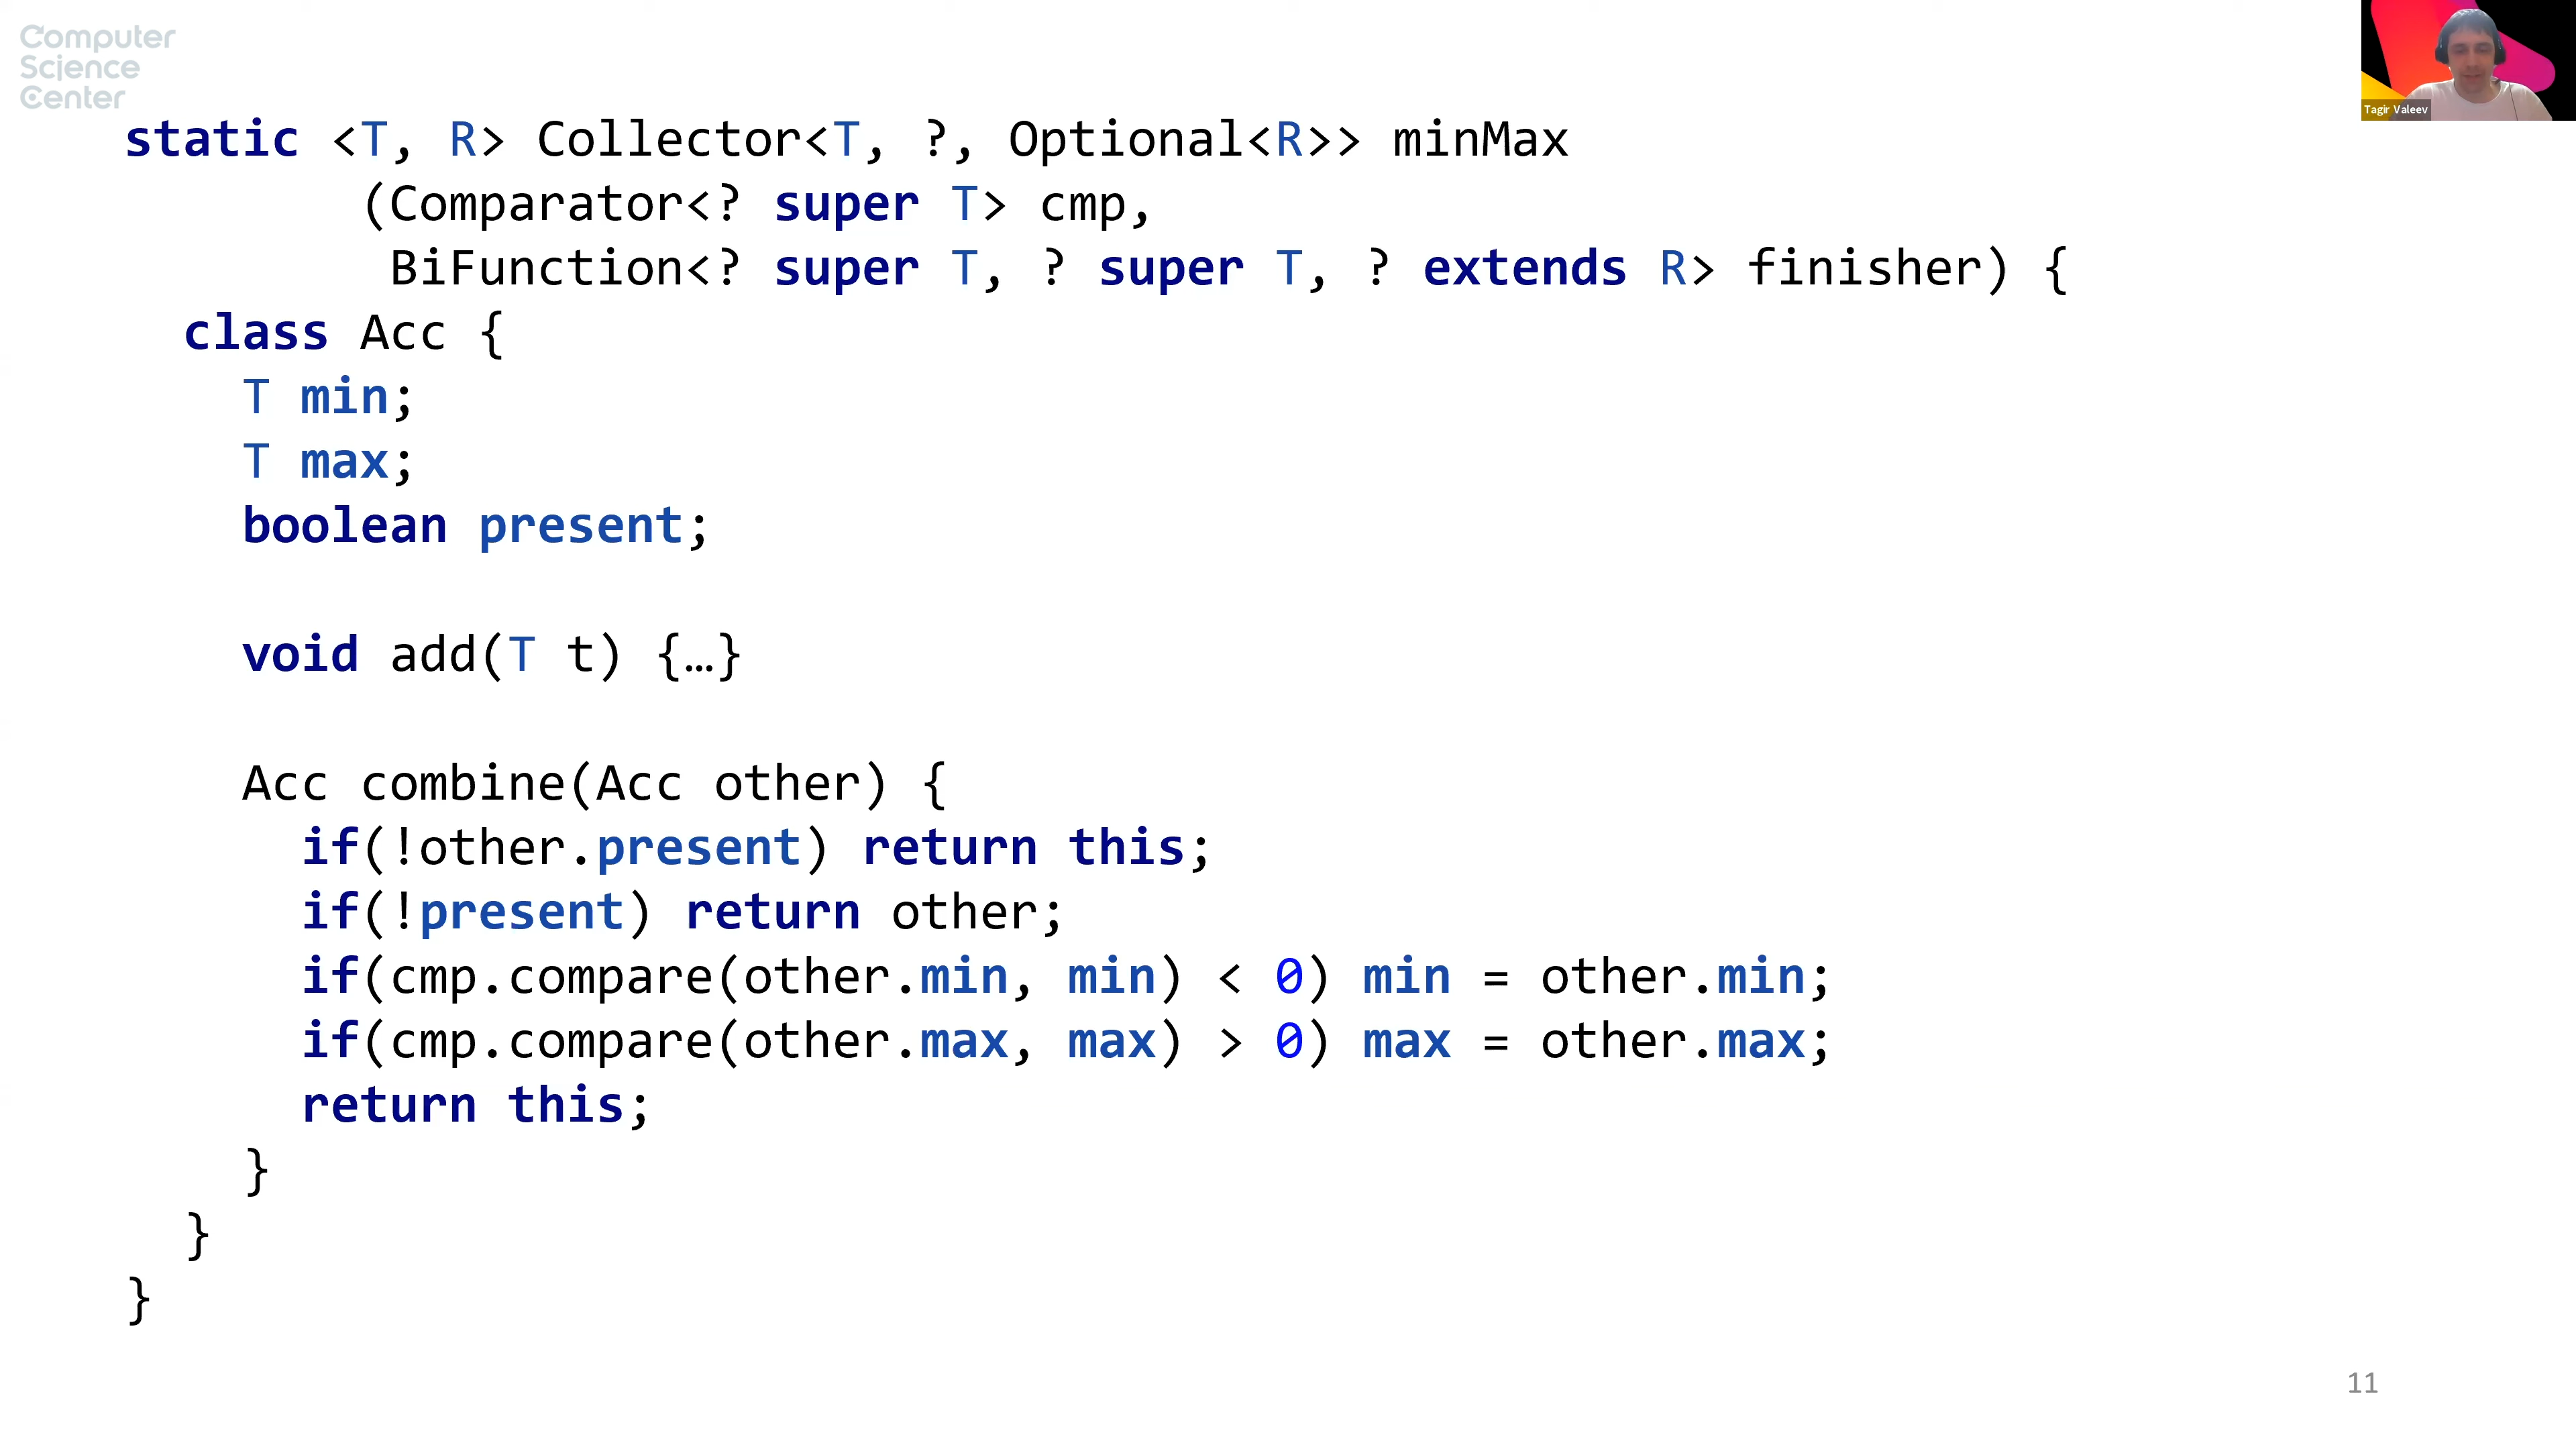 Computer
Science
Center
Tagir Valeev
static <T, R> Collector<T, ?, Optional<R>> minMax
(Comparator<? super T> cmp,
BiFunction<? super T, ? super T, ? extends R> finisher) {
class Acc {
T min;
T max;
boolean present;
void add(T t) {…}
Acc combine(Acc other) {
if(!other.present) return this;
if(!present) return other;
if(cmp.compare(other.min, min) < 0) min = other.min;
if(cmp.compare(other.max, max) > 0) max = other.max;
return this;
}
}
}
11